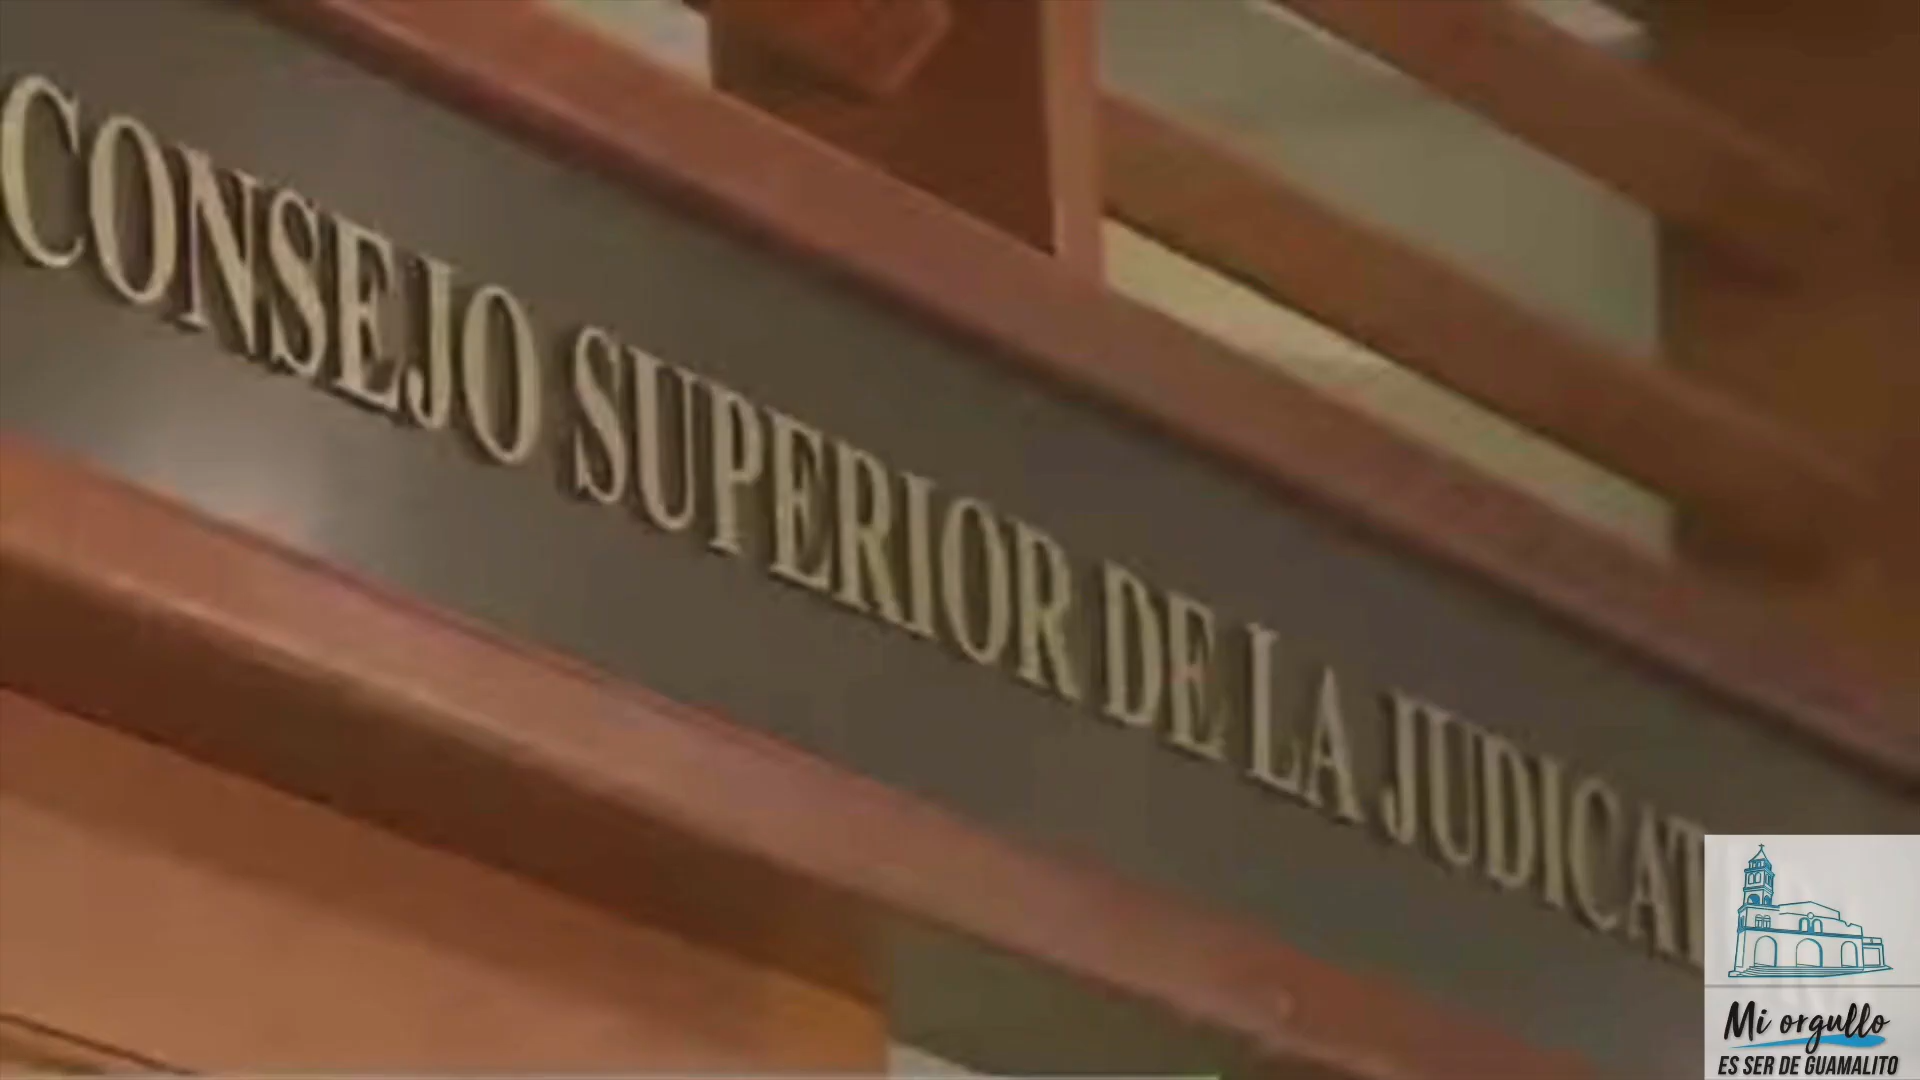 CONSEJO SUPERIOR DE LA JUDICAT
Mi orgullo
ES SER DE GUAMALITO